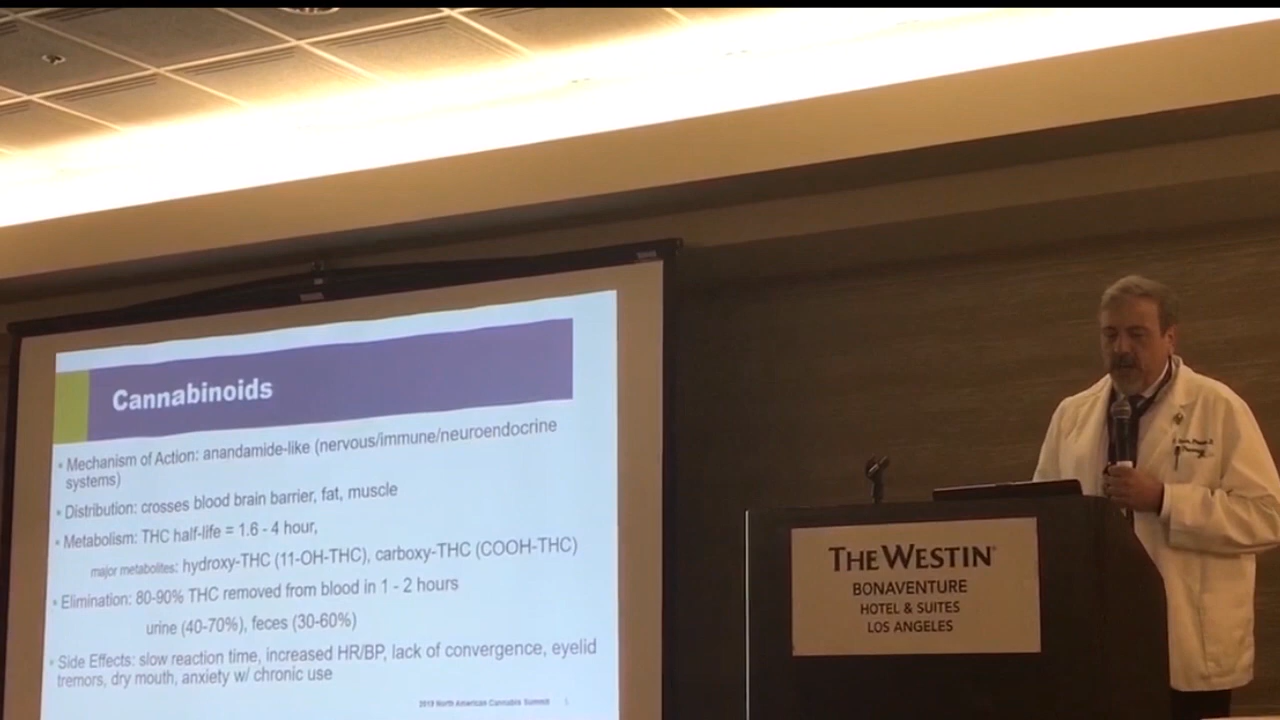 Cannabinoids
• Mechanism of Action: anandamide-like (nervous/immune/neuroendocrine
systems)
• Distribution: crosses blood brain barrier, fat, muscle
• Metabolism: THC half-life = 1.6 - 4 hour,
major metabolites: hydroxy-THC (11-OH-THC), carboxy-THC (COOH-THC)
• Elimination: 80-90% THC removed from blood in 1 - 2 hours
urine (40-70%), feces (30-60%)
• Side Effects: slow reaction time, increased HR/BP, lack of convergence, eyelid
tremors, dry mouth, anxiety w/ chronic use
2019 North American Cannabis Summit
THE WESTIN
BONAVENTURE
HOTEL & SUITES
LOS ANGELES